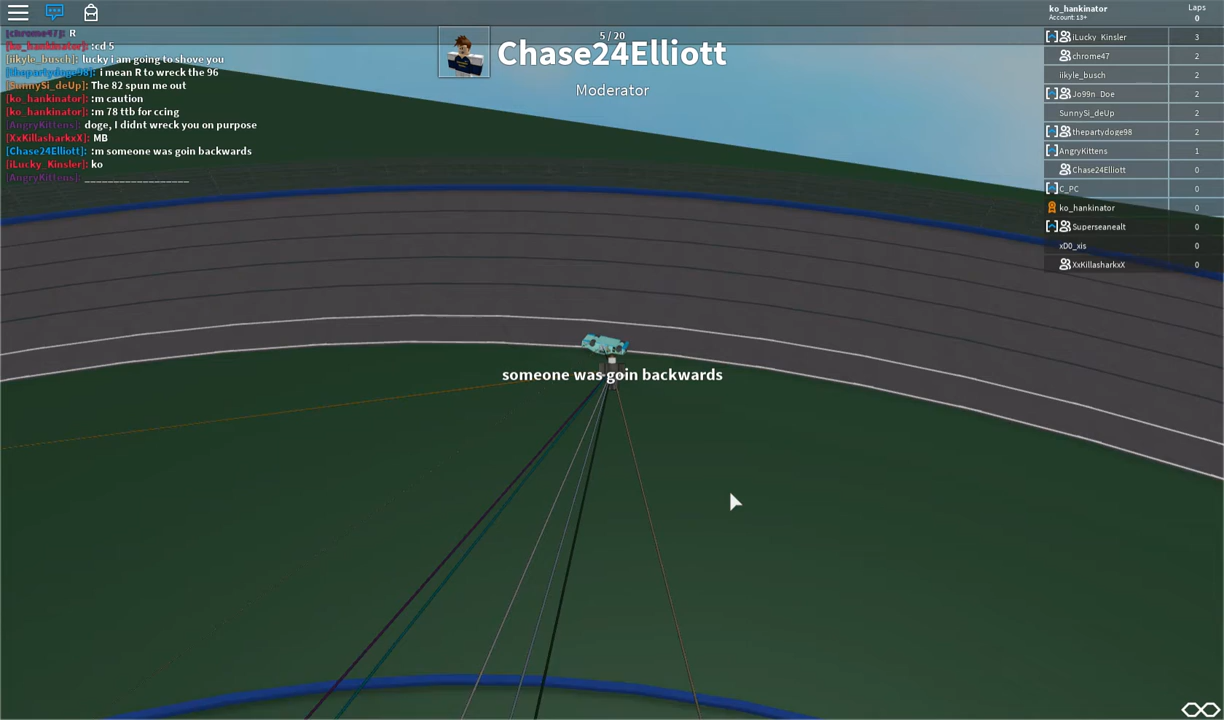 [chrome47]: R
[ko_hankinator]: :cd 5
[iikyle_busch]: lucky i am going to shove you
[thepartydoge98]: i mean R to wreck the 96
[SunnySi_deUp]: The 82 spun me out
[ko_hankinator]: :m caution
[ko_hankinator]: :m 78 ttb for ccing
[AngryKittens]: doge, I didnt wreck you on purpose
[XxKillasharkxX]: MB
[Chase24Elliott]: :m someone was goin backwards
[iLucky_Kinsler]: ko
[AngryKittens]: ___________________
5 / 20
Chase24Elliott
Moderator
someone was goin backwards
ko_hankinator
Account: 13+
Laps
0
iLucky_Kinsler 3
chrome47 2
iikyle_busch 2
Jo99n_Doe 2
SunnySi_deUp 2
thepartydoge98 2
AngryKittens 1
Chase24Elliott 0
C_PC 0
ko_hankinator 0
Superseanealt 0
xD0_xis 0
XxKillasharkxX 0